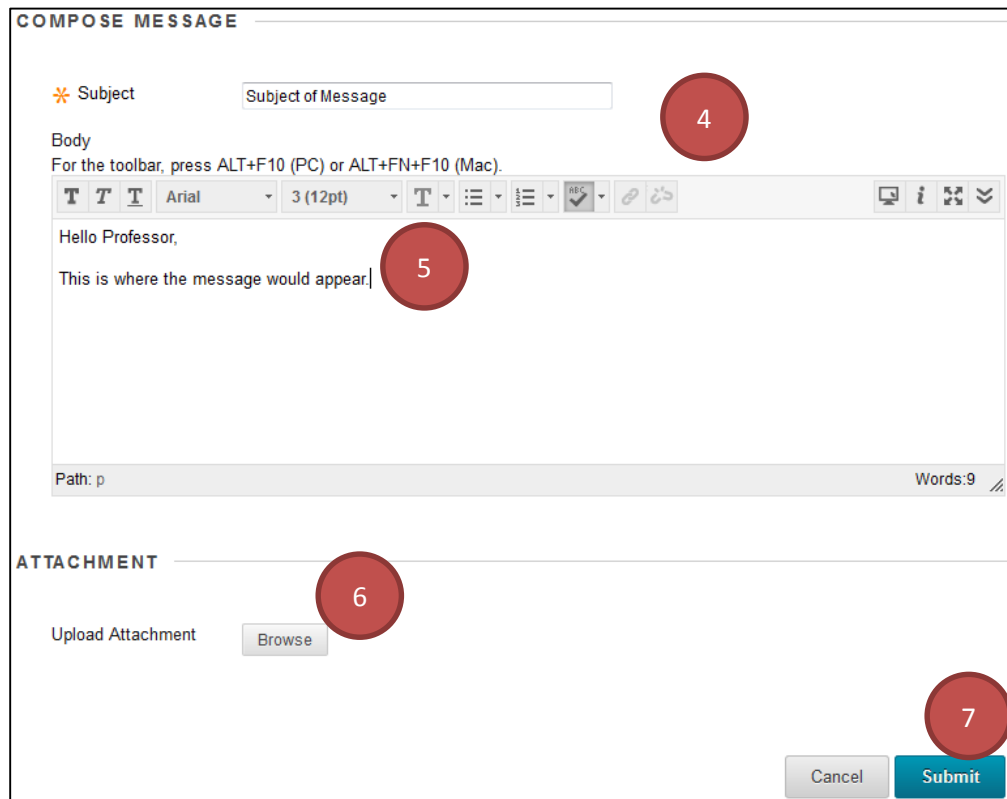 COMPOSE MESSAGE
Subject Subject of Message
4
Body
For the toolbar, press ALT+F10 (PC) or ALT+FN+F10 (Mac).
T T T Arial 3 (12pt) T ABC i
Hello Professor,
5
This is where the message would appear.
Path: p Words:9
ATTACHMENT
6
Upload Attachment Browse
7
Cancel Submit